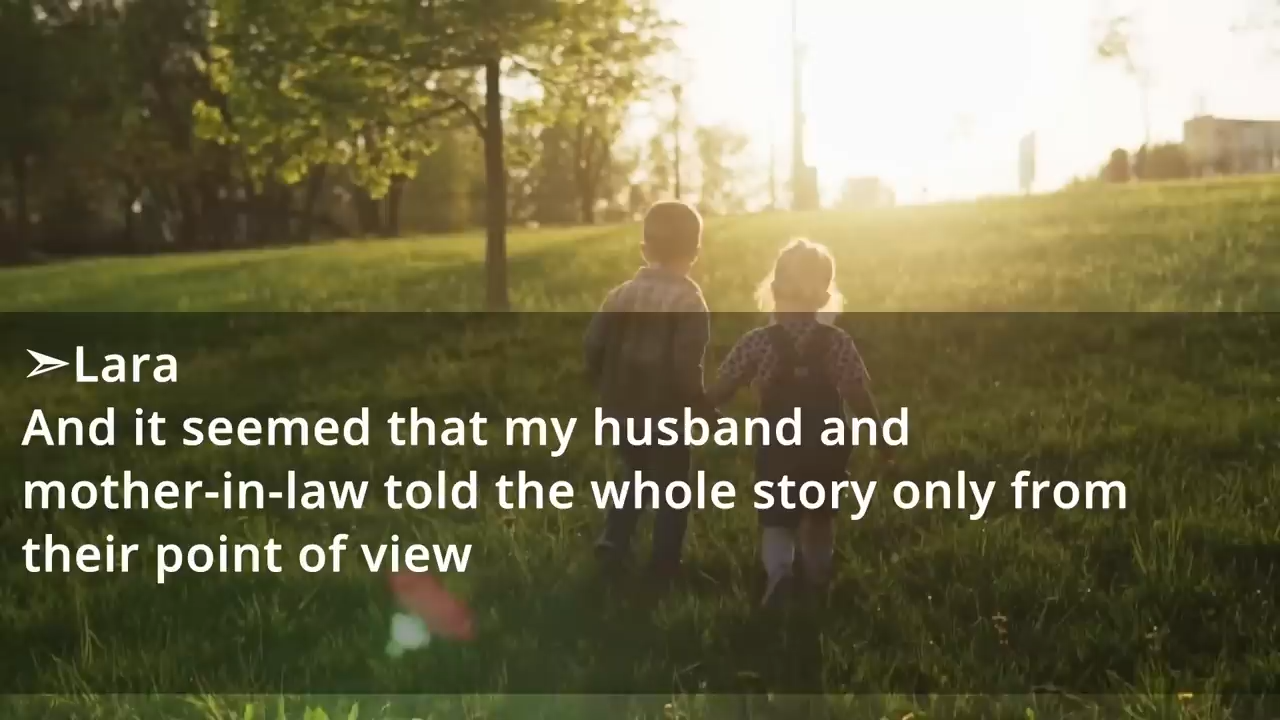 ➣Lara
And it seemed that my husband and
mother-in-law told the whole story only from
their point of view